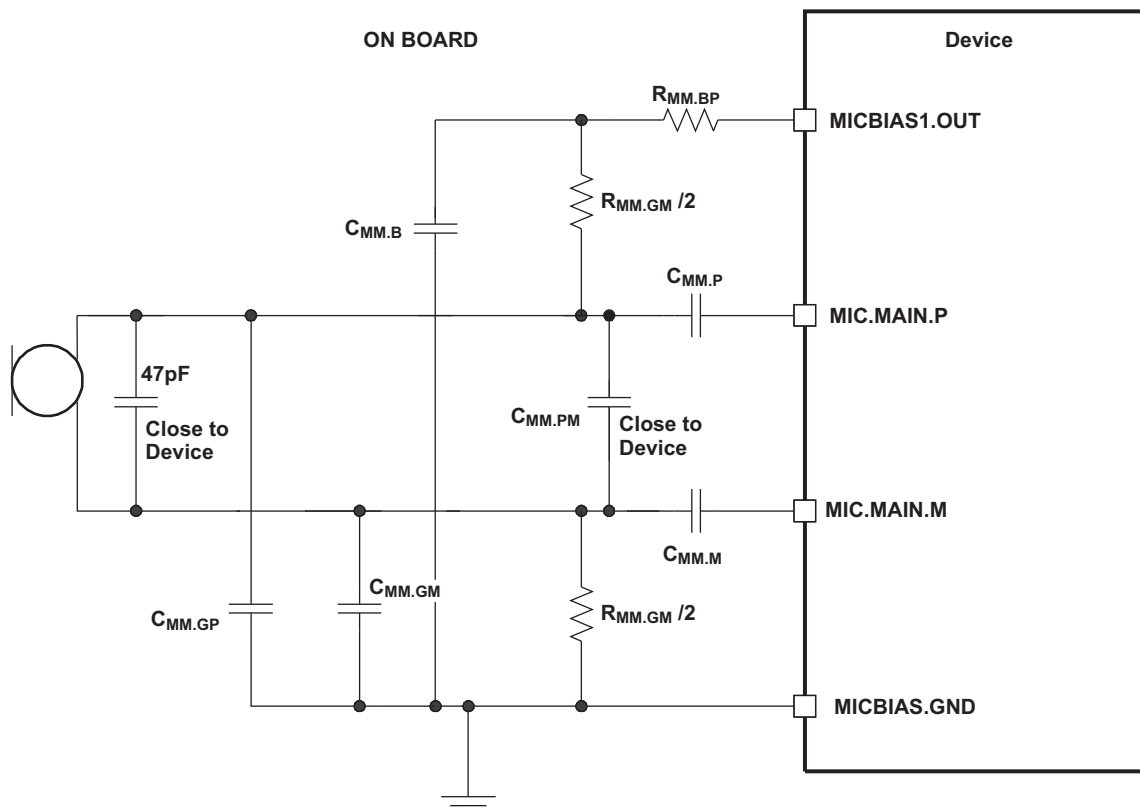 ON BOARD
Device
RMM.BP
MICBIAS1.OUT
RMM.GM /2
CMM.B
CMM.P
MIC.MAIN.P
47pF
Close to
Device
CMM.PM
Close to
Device
MIC.MAIN.M
CMM.M
CMM.GM
CMM.GP
RMM.GM /2
MICBIAS.GND